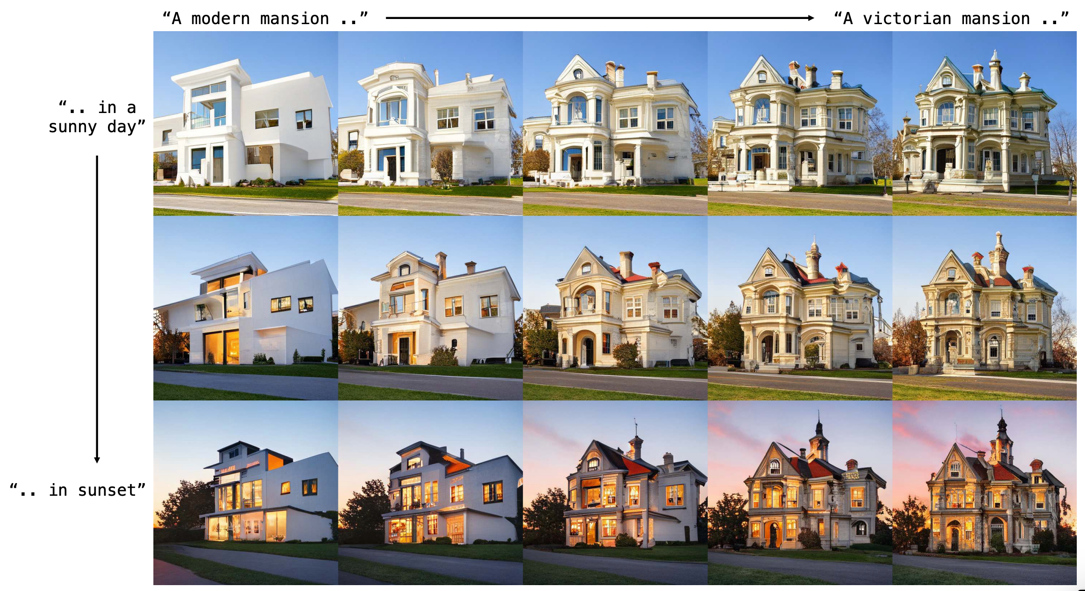 “A modern mansion ..”
“A victorian mansion ..”
“.. in a
sunny day”
“.. in sunset”